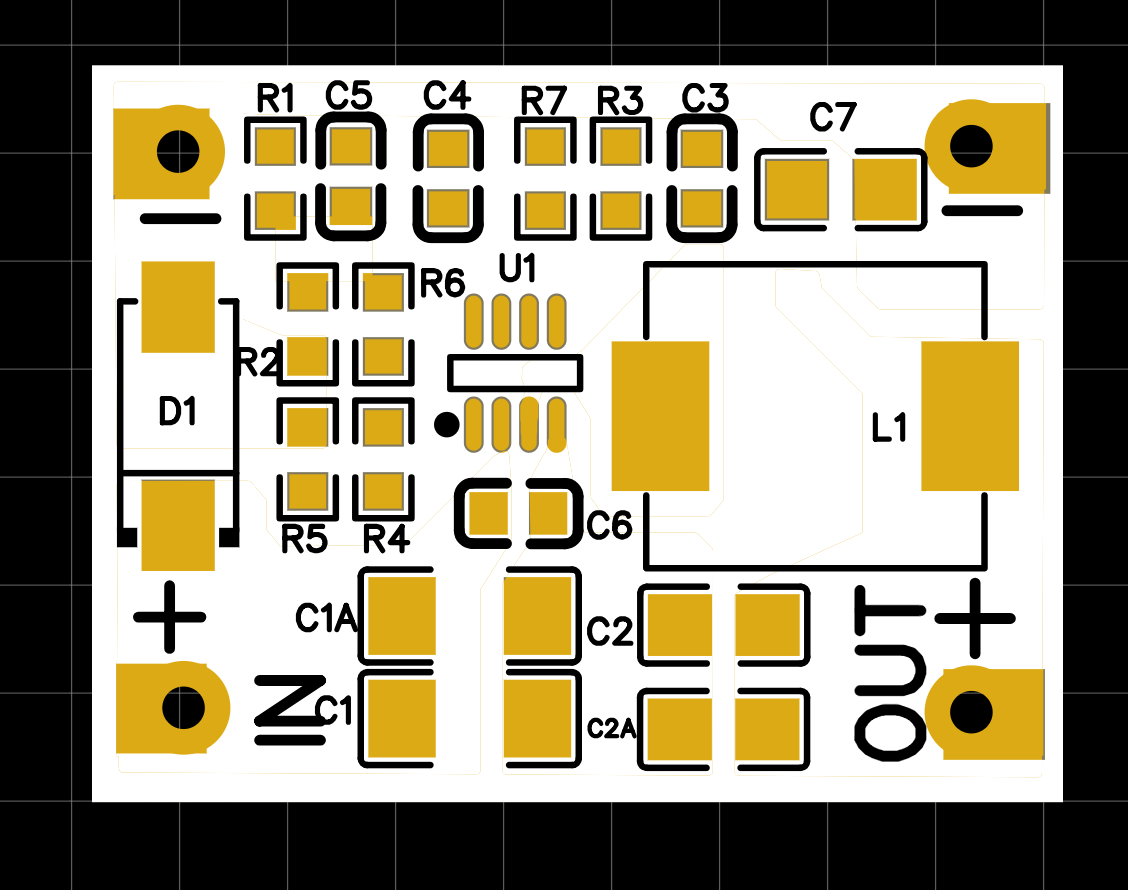 R1 C5 C4 R7 R3 C3 C7
− −
U1
R6
R2
D1
L1
R5 R4 C6
+ +
C1A C2
IN C1 C2A OUT